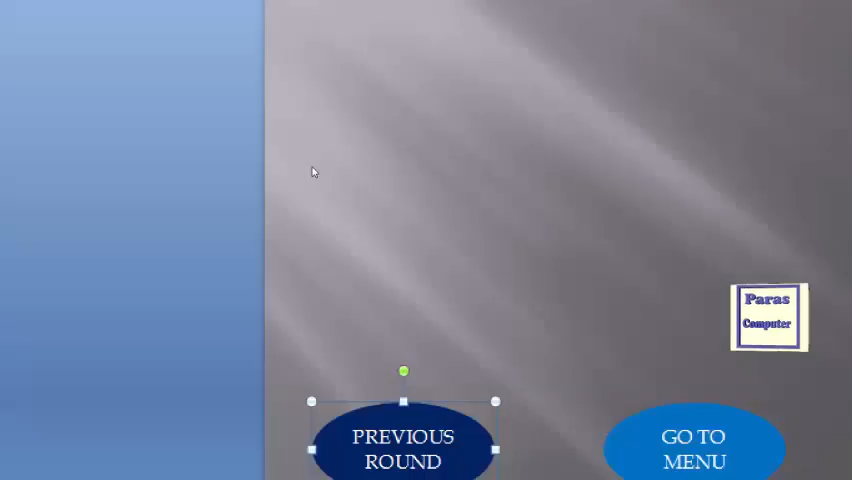 Paras
Computer
PREVIOUS
ROUND
GO TO
MENU